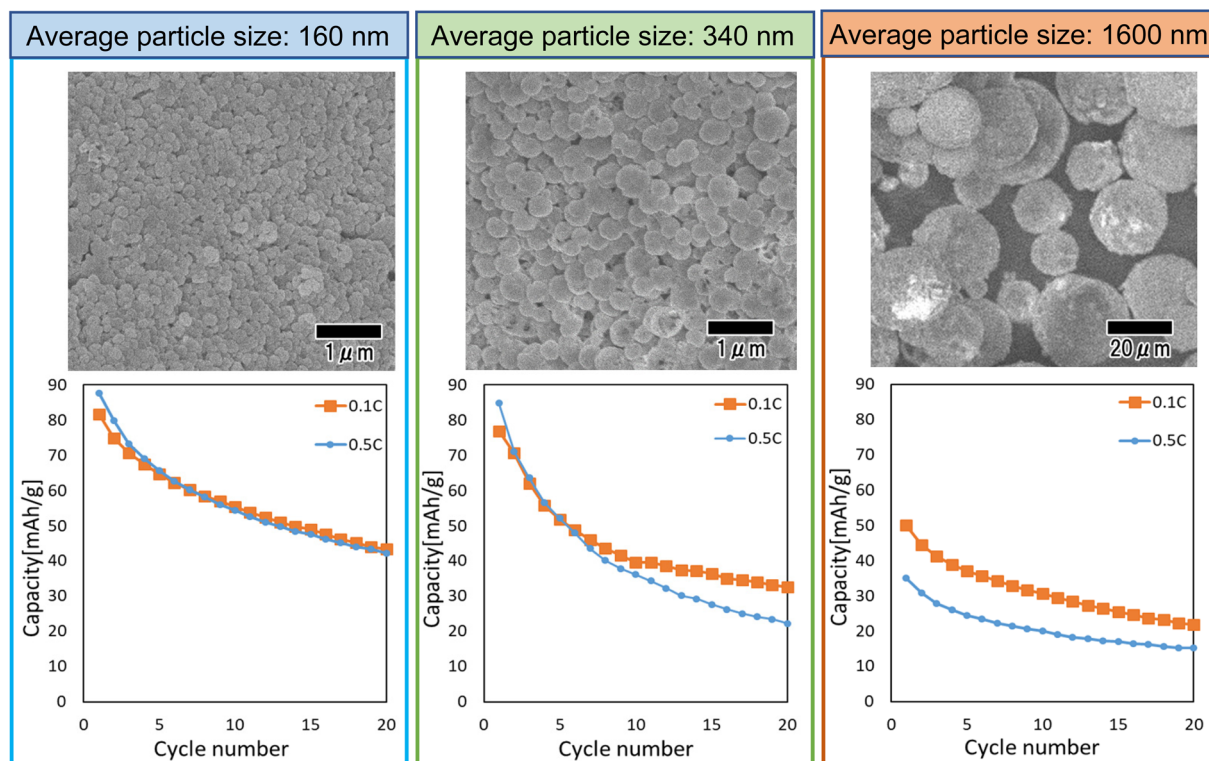 Average particle size: 160 nm
Average particle size: 340 nm
Average particle size: 1600 nm
1μm
1μm
20μm
Capacity[mAh/g]
90
80
70
60
50
40
30
20
10
0
0.1C
0.5C
0 5 10 15 20
Cycle number
Capacity[mAh/g]
90
80
70
60
50
40
30
20
10
0
0.1C
0.5C
0 5 10 15 20
Cycle number
Capacity[mAh/g]
90
80
70
60
50
40
30
20
10
0
0.1C
0.5C
0 5 10 15 20
Cycle number